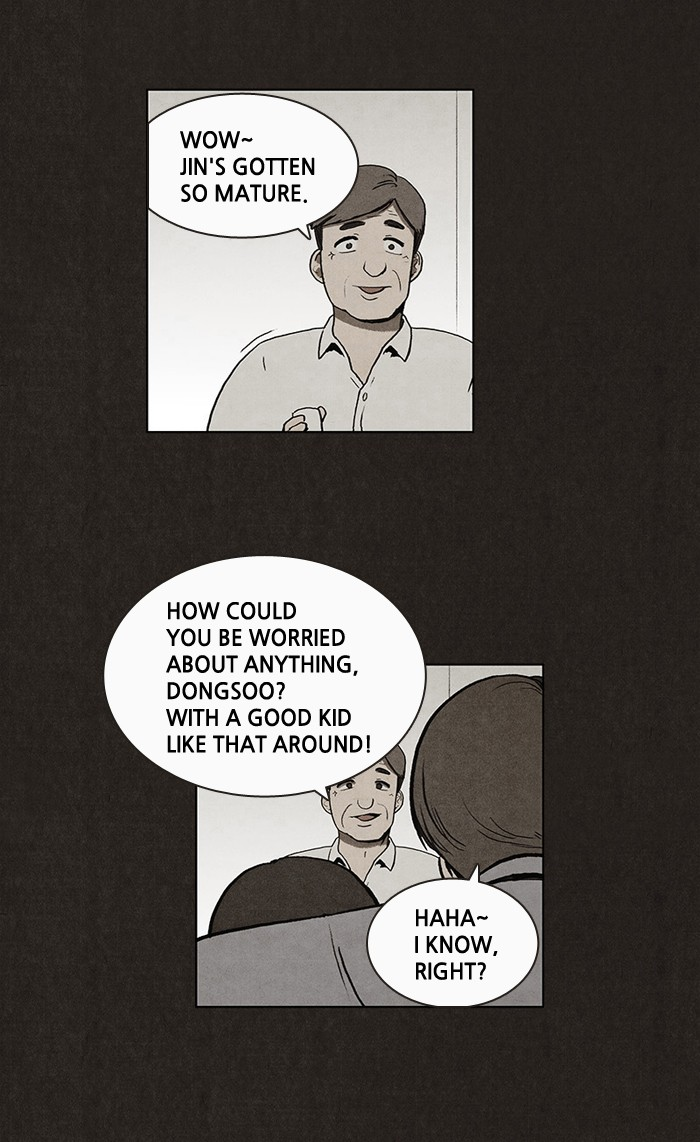 WOW~
JIN'S GOTTEN
SO MATURE.
HOW COULD
YOU BE WORRIED
ABOUT ANYTHING,
DONGSOO?
WITH A GOOD KID
LIKE THAT AROUND!
HAHA~
I KNOW,
RIGHT?